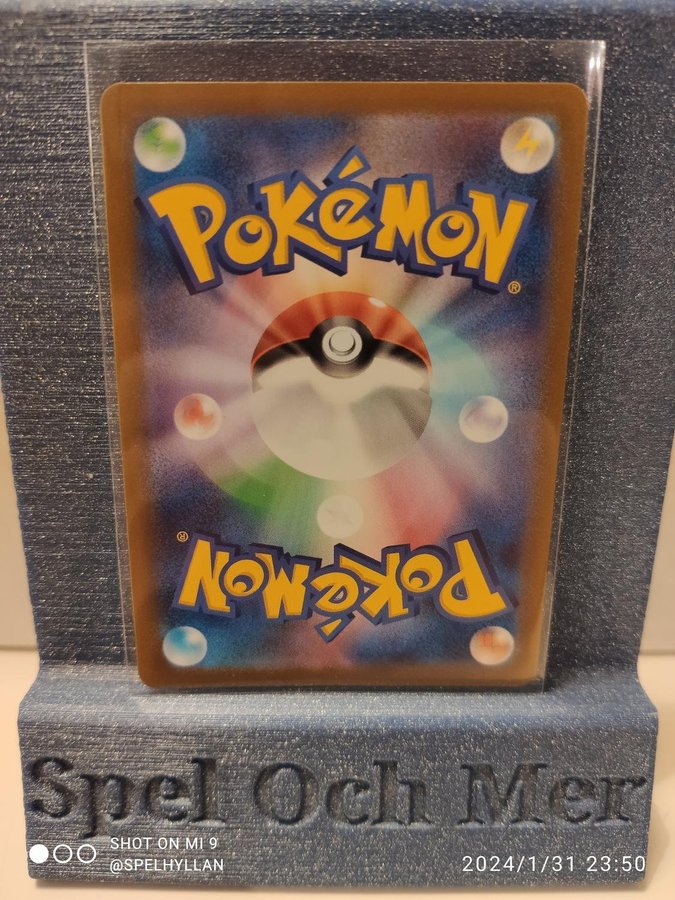 POKéMON
®
®
POKéMON
Spel Och Mer
SHOT ON MI 9
@SPELHYLLAN
2024/1/31 23:50